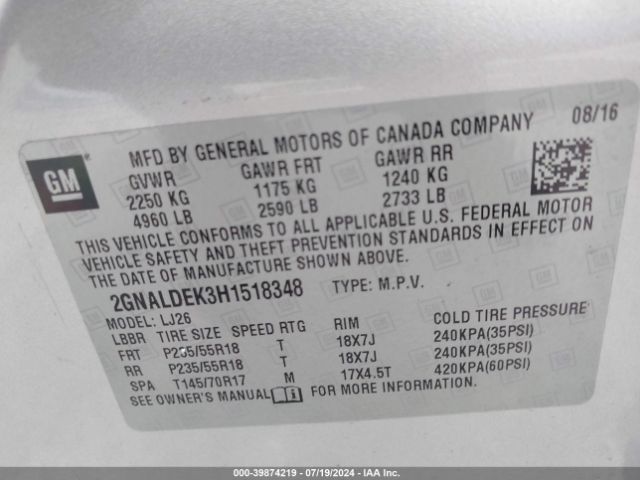 08/16
GM
MFD BY GENERAL MOTORS OF CANADA COMPANY
GVWR GAWR FRT GAWR RR
2250 KG 1175 KG 1240 KG
4960 LB 2590 LB 2733 LB
THIS VEHICLE CONFORMS TO ALL APPLICABLE U.S. FEDERAL MOTOR
VEHICLE SAFETY AND THEFT PREVENTION STANDARDS IN EFFECT ON
THE DATE OF MANUFACTURE SHOWN ABOVE.
2GNALDEK3H1518348 TYPE: M.P.V.
MODEL: LJ26
LBBR TIRE SIZE SPEED RTG RIM COLD TIRE PRESSURE
FRT P235/55R18 T 18X7J 240KPA(35PSI)
RR P235/55R18 T 18X7J 240KPA(35PSI)
SPA T145/70R17 M 17X4.5T 420KPA(60PSI)
SEE OWNER'S MANUAL FOR MORE INFORMATION
000-39874219 - 07/19/2024 - IAA Inc.